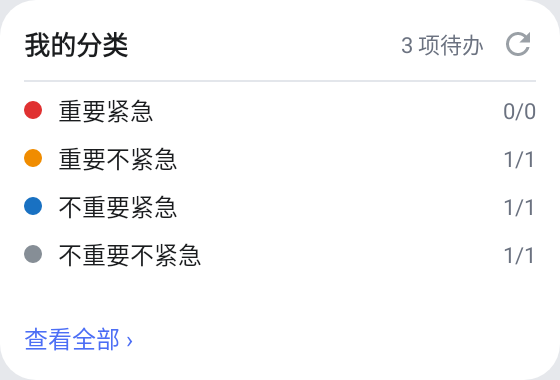 我的分类 3 项待办
重要紧急 0/0
重要不紧急 1/1
不重要紧急 1/1
不重要不紧急 1/1
查看全部 ›